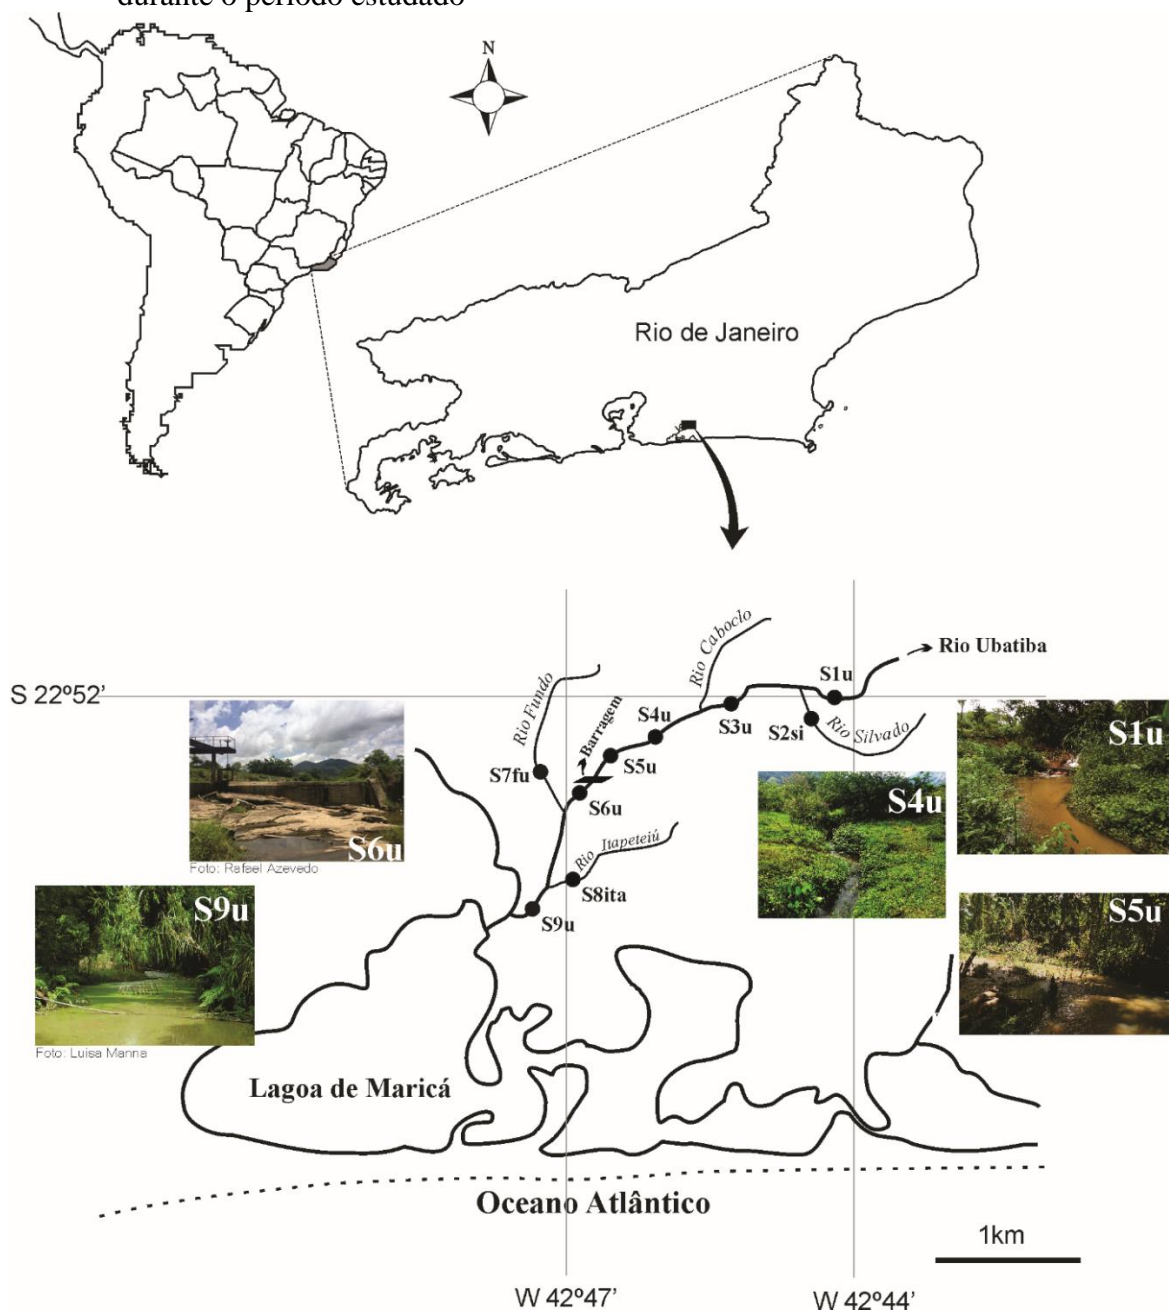 durante o período estudado
N
Rio de Janeiro
Rio Caboclo
Rio Ubatiba
S 22º52’
S1u
Rio Fundo
Barragem
S4u
S3u
S2si
Rio Silvado
S5u
S7fu
S6u
Rio Itapeteiú
S8ita
S9u
S1u
S4u
S6u
Foto: Rafael Azevedo
S9u
S5u
Foto: Luisa Manna
Lagoa de Maricá
Oceano Atlântico
1km
W 42º47’
W 42º44’